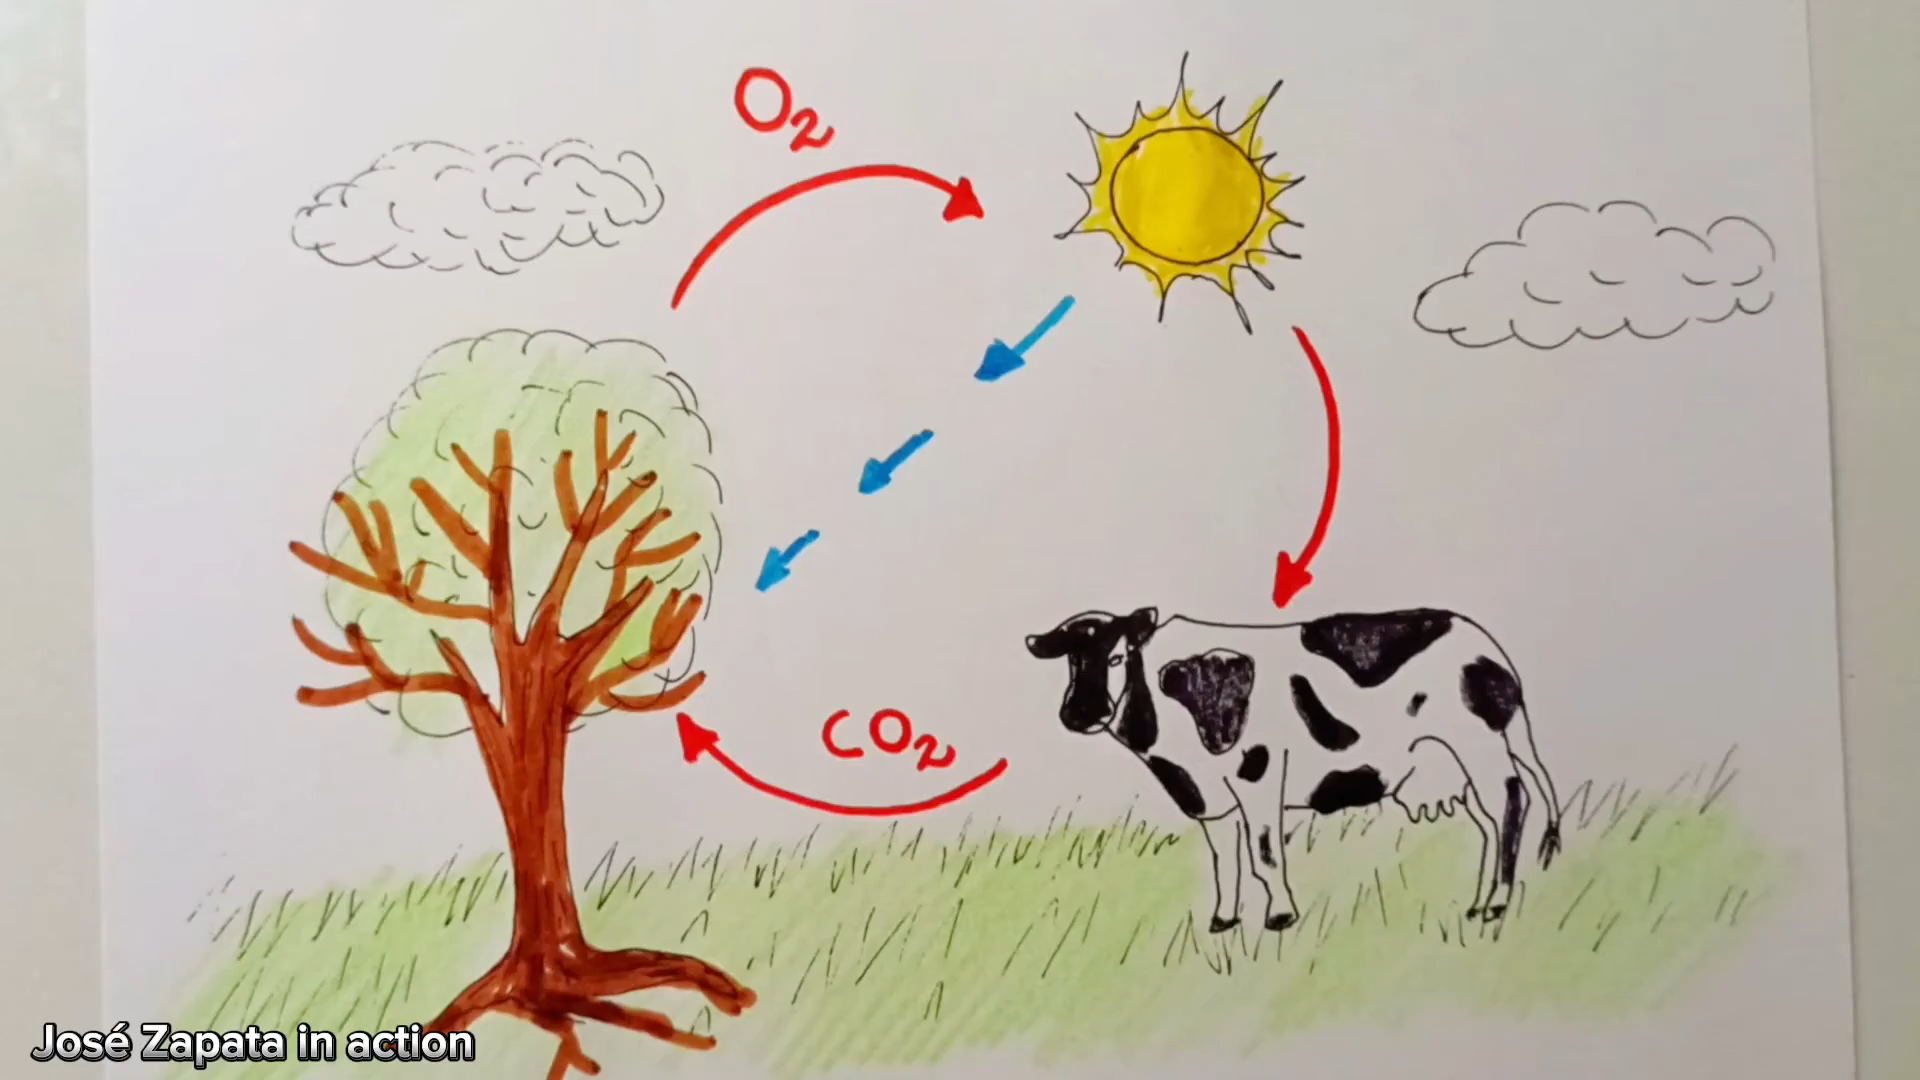 O₂
CO₂
José Zapata in action